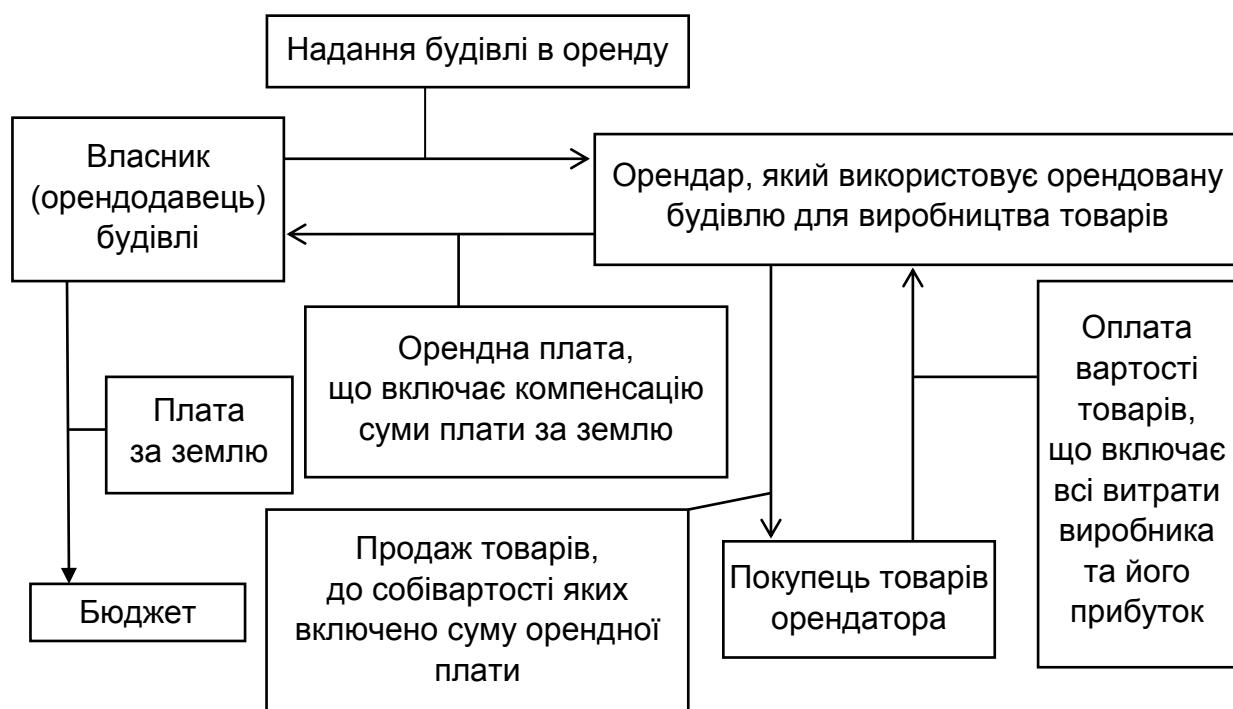 Надання будівлі в оренду
Власник
(орендодавець)
будівлі
Орендар, який використовує орендовану
будівлю для виробництва товарів
Орендна плата,
що включає компенсацію
суми плати за землю
Плата
за землю
Оплата
вартості
товарів,
що включає
всі витрати
виробника
та його
прибуток
Продаж товарів,
до собівартості яких
включено суму орендної
плати
Покупець товарів
орендатора
Бюджет